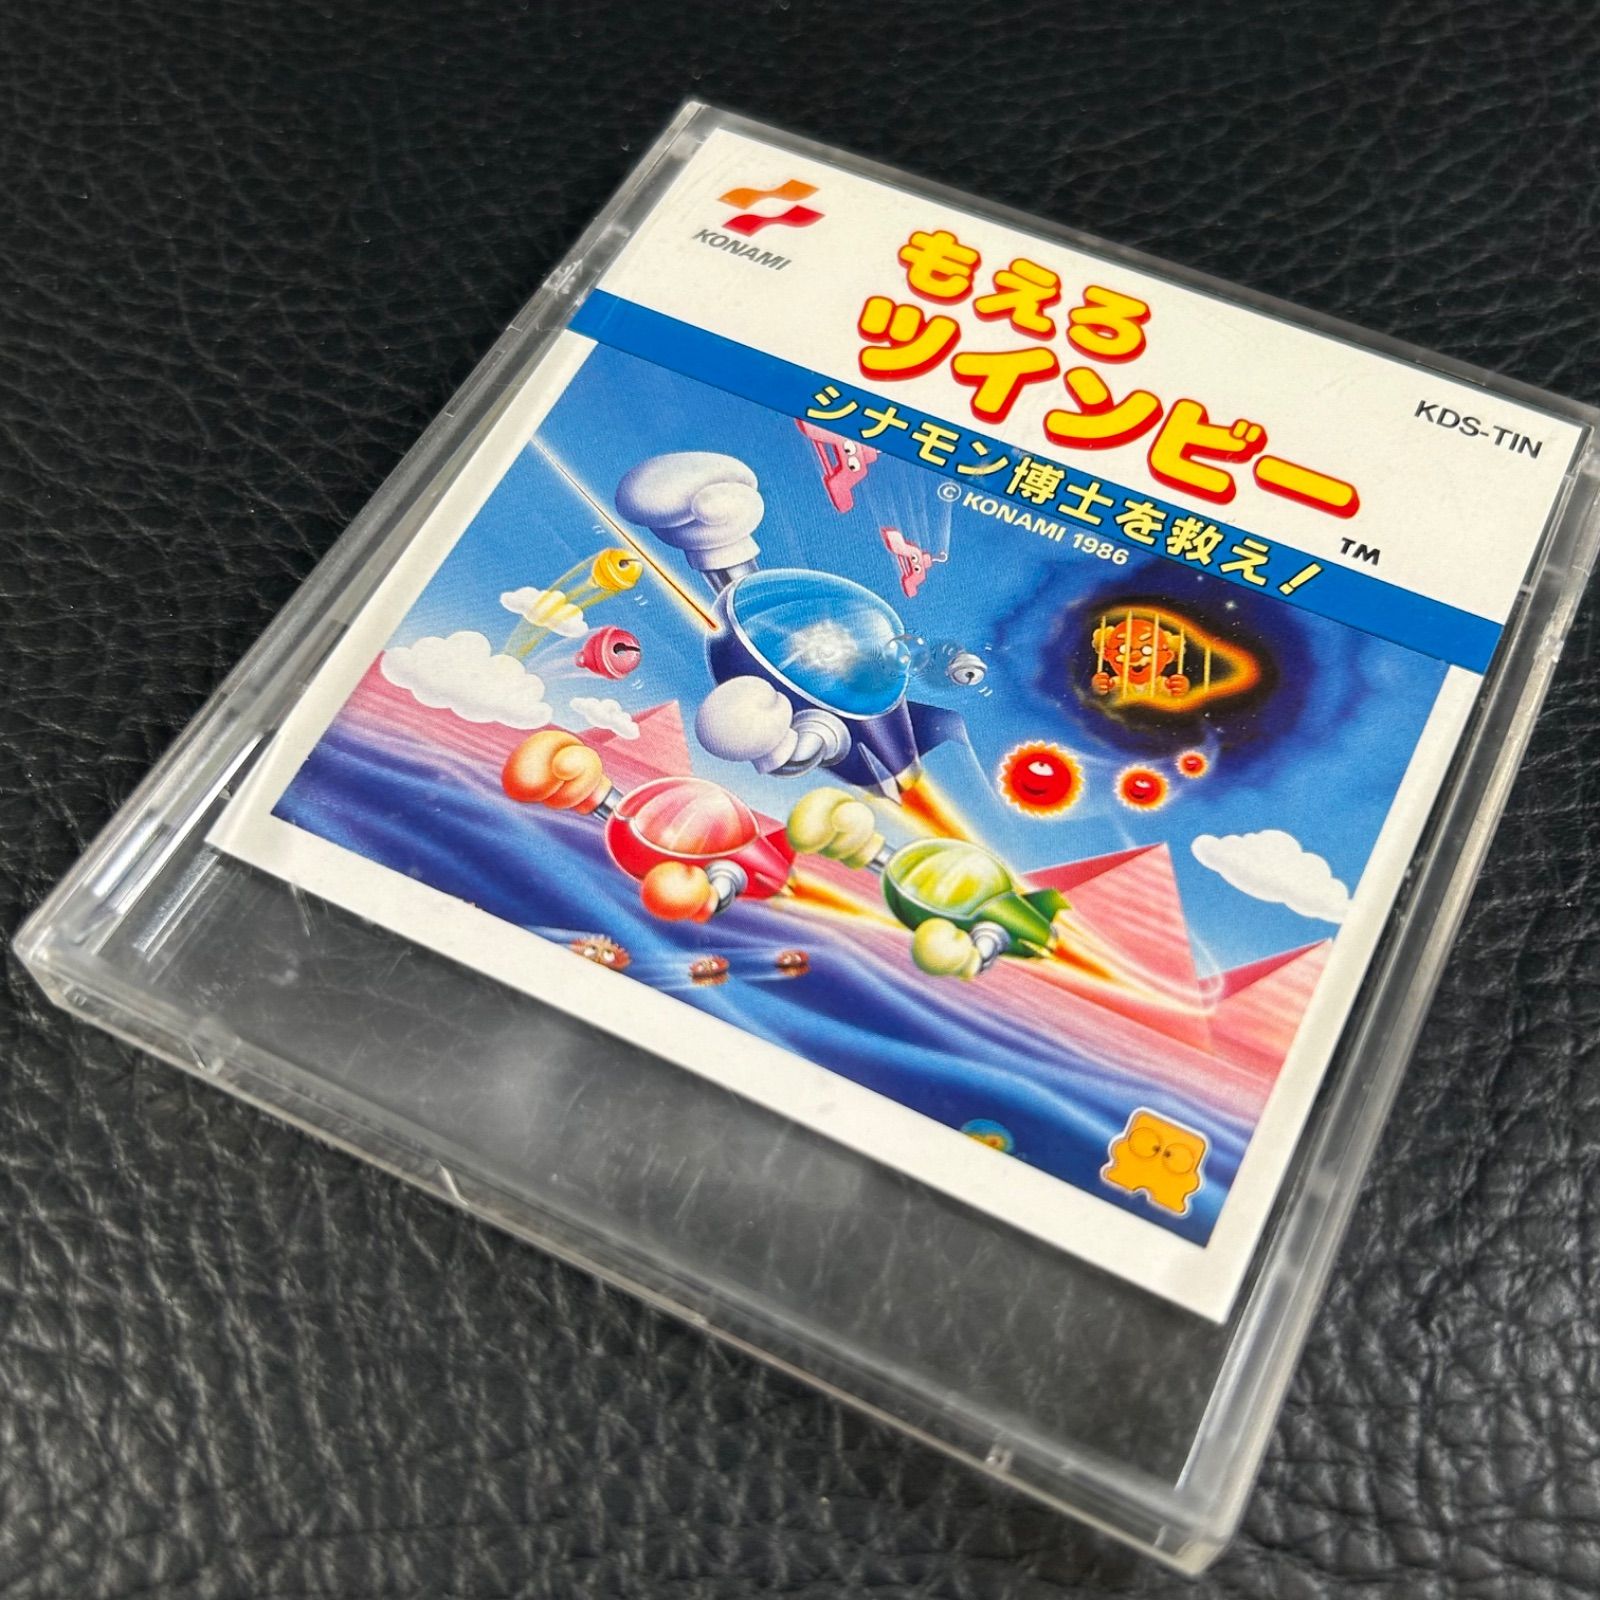 KONAMI
もえろ
ツインビー
TM
KDS-TIN
シナモン博士を救え!
© KONAMI 1986